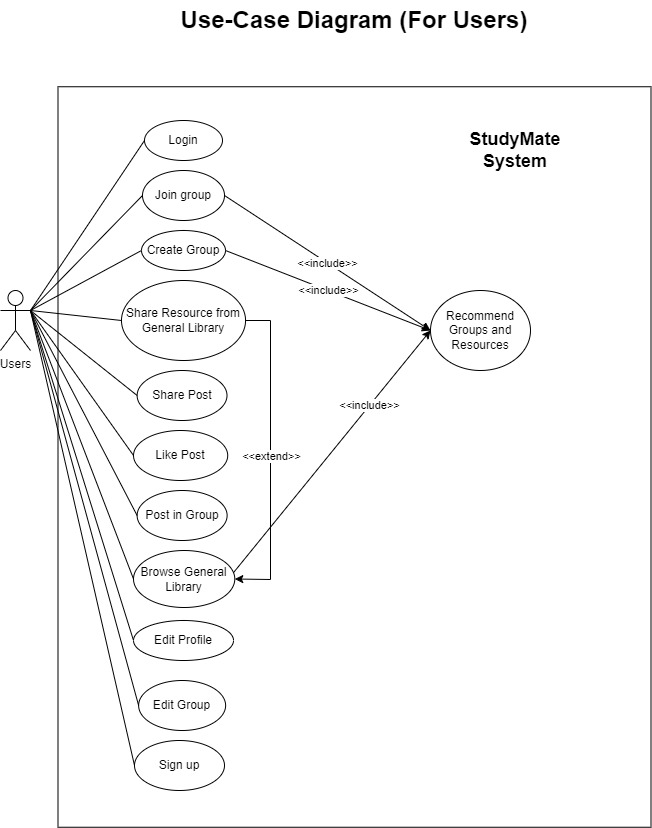 Use-Case Diagram (For Users)
StudyMate
System
Login
Join group
Create Group
<<include>>
<<include>>
Share Resource from
General Library
Recommend
Groups and
Resources
Users
Share Post
<<include>>
Like Post
<<extend>>
Post in Group
Browse General
Library
Edit Profile
Edit Group
Sign up